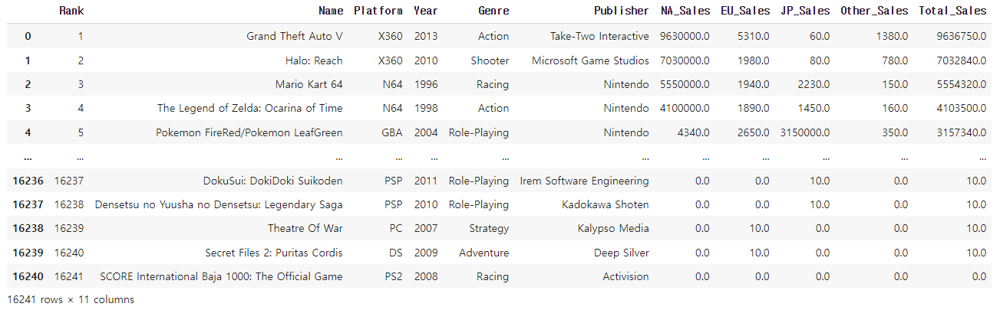 Rank Name Platform Year Genre Publisher NA_Sales EU_Sales JP_Sales Other_Sales Total_Sales
0 1 Grand Theft Auto V X360 2013 Action Take-Two Interactive 9630000.0 5310.0 60.0 1380.0 9636750.0
1 2 Halo: Reach X360 2010 Shooter Microsoft Game Studios 7030000.0 1980.0 80.0 780.0 7032840.0
2 3 Mario Kart 64 N64 1996 Racing Nintendo 5550000.0 1940.0 2230.0 150.0 5554320.0
3 4 The Legend of Zelda: Ocarina of Time N64 1998 Action Nintendo 4100000.0 1890.0 1450.0 160.0 4103500.0
4 5 Pokemon FireRed/Pokemon LeafGreen GBA 2004 Role-Playing Nintendo 4340.0 2650.0 3150000.0 350.0 3157340.0
... ... ... ... ... ... ... ... ... ... ... ...
16236 16237 DokuSui: DokiDoki Suikoden PSP 2011 Role-Playing Irem Software Engineering 0.0 0.0 10.0 0.0 10.0
16237 16238 Densetsu no Yuusha no Densetsu: Legendary Saga PSP 2010 Role-Playing Kadokawa Shoten 0.0 0.0 10.0 0.0 10.0
16238 16239 Theatre Of War PC 2007 Strategy Kalypso Media 0.0 10.0 0.0 0.0 10.0
16239 16240 Secret Files 2: Puritas Cordis DS 2009 Adventure Deep Silver 0.0 10.0 0.0 0.0 10.0
16240 16241 SCORE International Baja 1000: The Official Game PS2 2008 Racing Activision 0.0 0.0 0.0 0.0 0.0
16241 rows × 11 columns